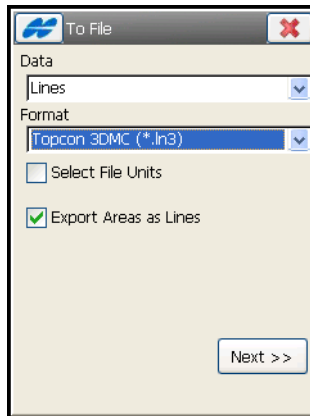 To File
Data
Lines
Format
Topcon 3DMC (*.ln3)
Select File Units
Export Areas as Lines
Next >>